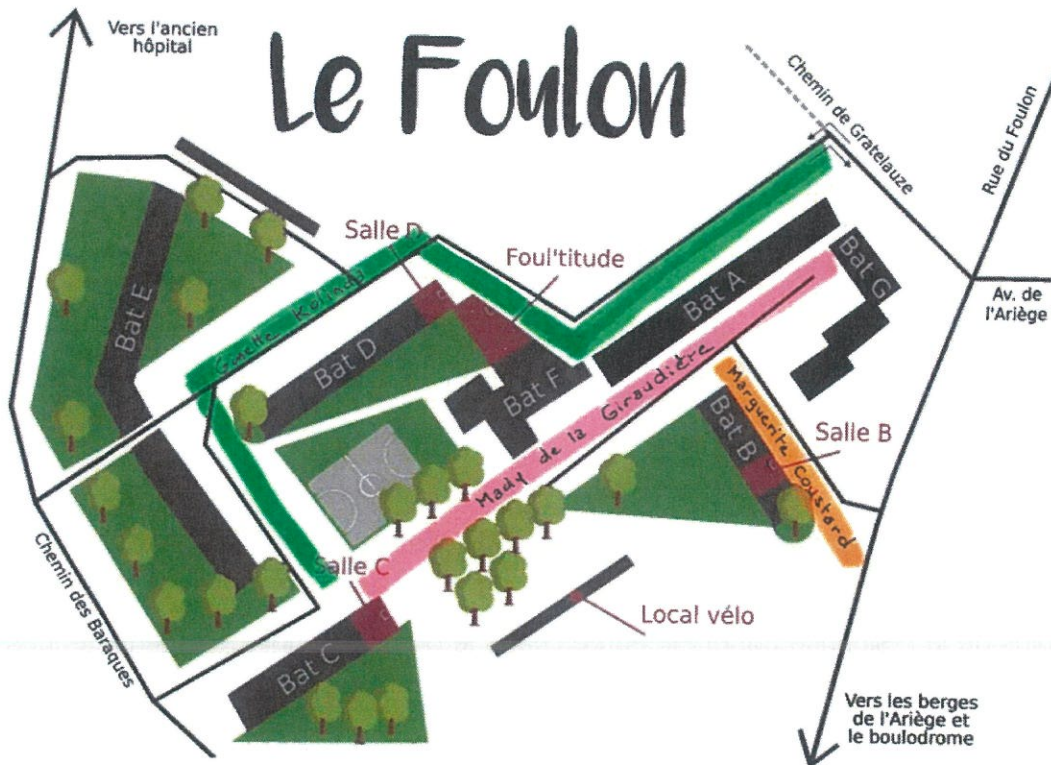 Vers l'ancien
hôpital
Le Foulon
Chemin de Gratelauze
Rue du Foulon
Salle D
Foul'titude
Bat E
Ginette Kolinka
Bat D
Bat F
Bat A
Bat G
Av. de
l'Ariège
Mady de la Giraudière
Bat B
Marguerite Coustard
Salle B
Salle C
Chemin des Baraques
Bat C
Local vélo
Vers les berges
de l'Ariège et
le boulodrome